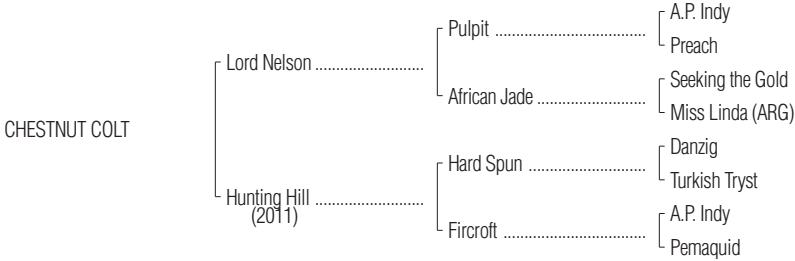 A.P. Indy
Pulpit ..................................
Preach
Lord Nelson .........................
Seeking the Gold
African Jade ........................
Miss Linda (ARG)
CHESTNUT COLT
Danzig
Hard Spun ...........................
Turkish Tryst
Hunting Hill .........................
(2011)
A.P. Indy
Fircroft ................................
Pemaquid